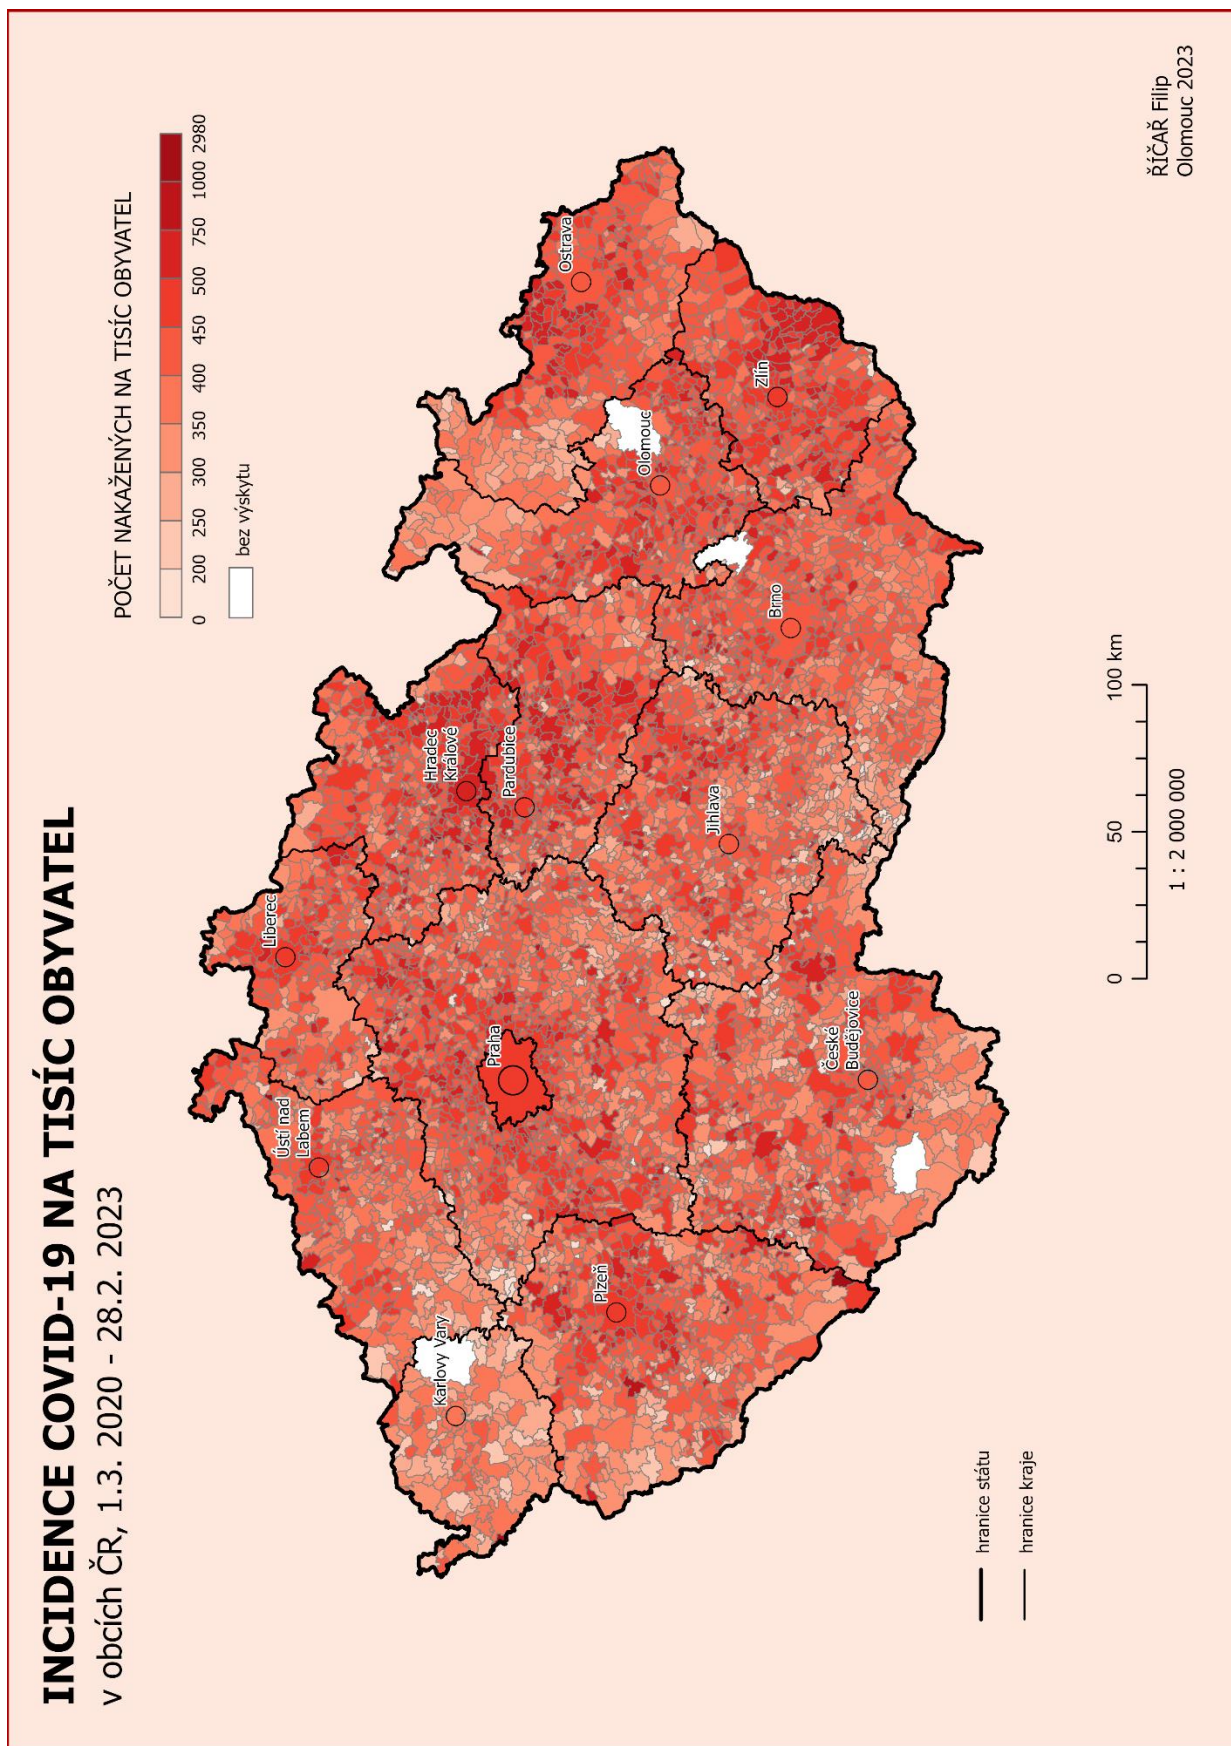 INCIDENCE COVID-19 NA TISÍC OBYVATEL
v obcích ČR, 1.3. 2020 - 28.2. 2023
POČET NAKAŽENÝCH NA TISÍC OBYVATEL
0 200 250 300 350 400 450 500 750 1000 2980
bez výskytu
Liberec
Ústí nad
Labem
Karlovy Vary
Hradec
Králové
Praha
Pardubice
Ostrava
Plzeň
Olomouc
Jihlava
Zlín
Brno
České
Budějovice
hranice státu
hranice kraje
0 50 100 km
1 : 2 000 000
ŘÍČAŘ Filip
Olomouc 2023